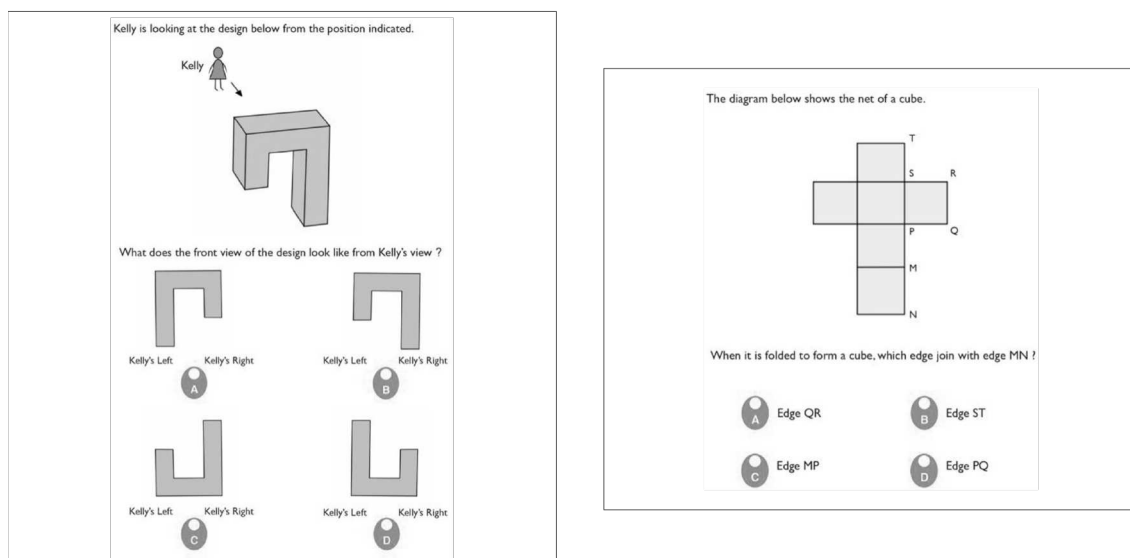 Kelly is looking at the design below from the position indicated.
Kelly
What does the front view of the design look like from Kelly's view ?
Kelly's Left Kelly's Right
Kelly's Left Kelly's Right
A
B
Kelly's Left Kelly's Right
Kelly's Left Kelly's Right
C
D
The diagram below shows the net of a cube.
T
S R
P Q
M
N
When it is folded to form a cube, which edge join with edge MN ?
A Edge QR
B Edge ST
C Edge MP
D Edge PQ